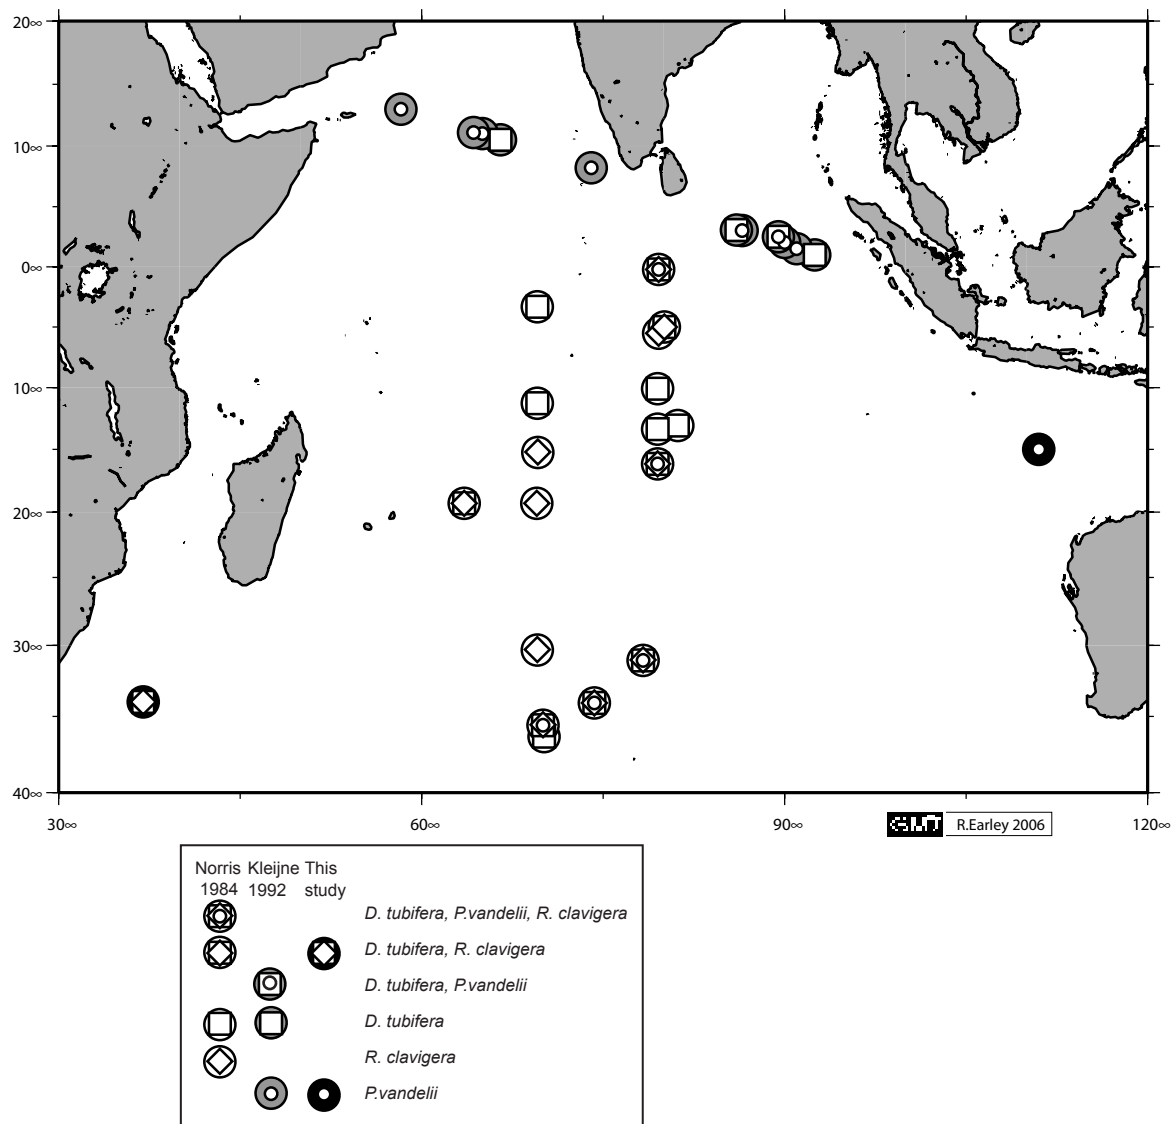 20∞
10∞
0∞
10∞
20∞
30∞
40∞
30∞
60∞
90∞
120∞
GMT R.Earley 2006
Norris Kleijne This
1984 1992 study
D. tubifera, P.vandelii, R. clavigera
D. tubifera, R. clavigera
D. tubifera, P.vandelii
D. tubifera
R. clavigera
P.vandelii